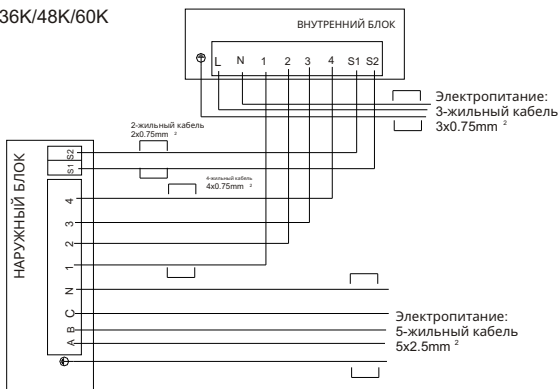 36K/48K/60K
ВНУТРЕННИЙ БЛОК
L N 1 2 3 4 S1 S2
Электропитание:
3-жильный кабель
3x0.75mm ²
2-жильный кабель
2x0.75mm ²
4-жильный кабель
4x0.75mm ²
НАРУЖНЫЙ БЛОК
S2
S1
4
3
2
1
N
C
B
A
Электропитание:
5-жильный кабель
5x2.5mm ²